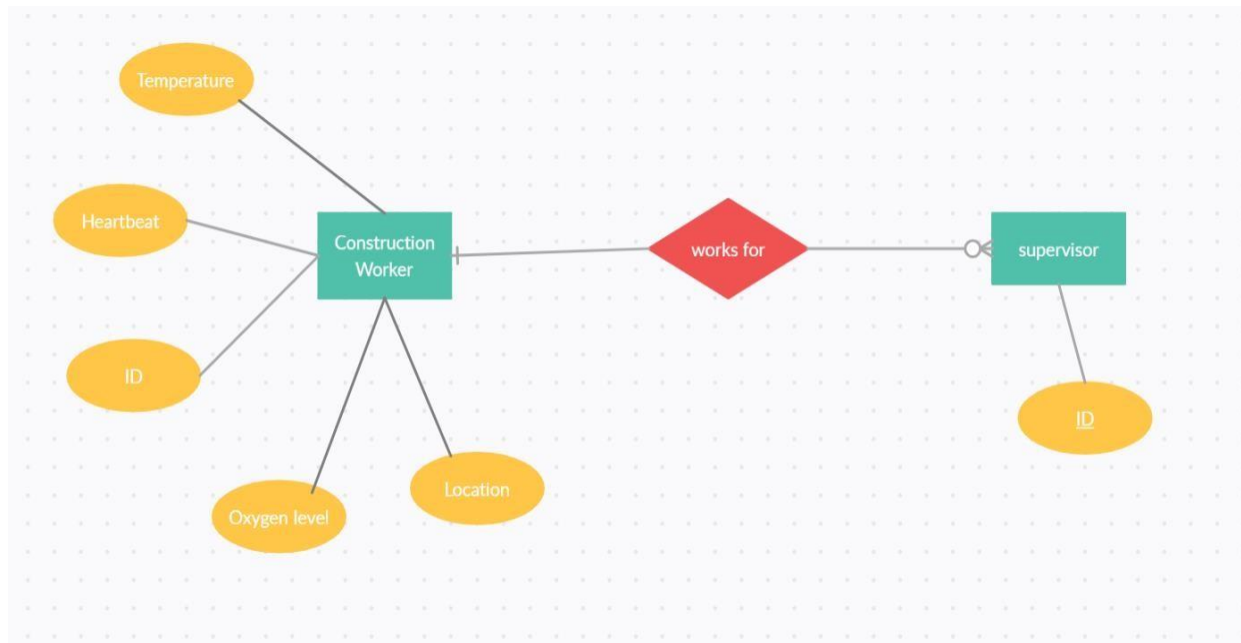 Temperature
Heartbeat
Construction
Worker
works for
supervisor
ID
ID
Oxygen level
Location